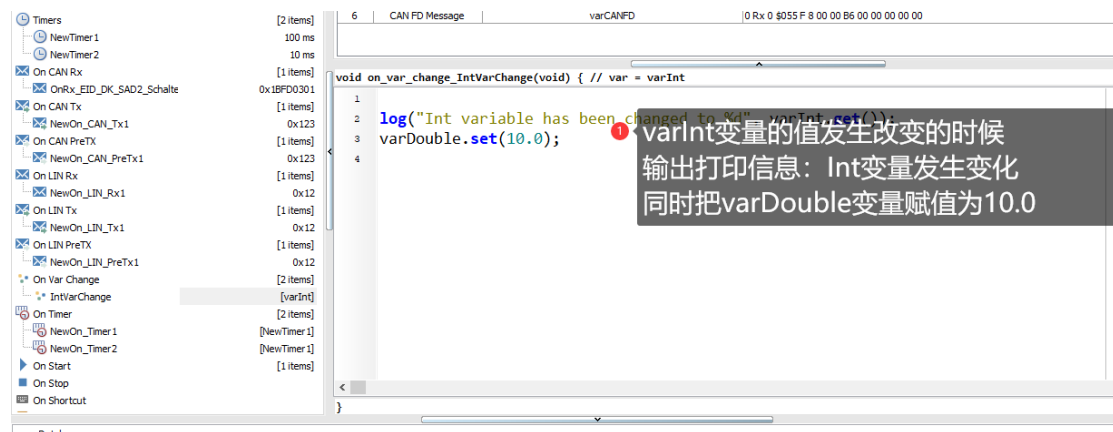 Timers [2 items]
NewTimer1 100 ms
NewTimer2 10 ms
On CAN Rx [1 items]
OnRx_EID_DK_SAD2_Schalte 0x1BFD0301
On CAN Tx [1 items]
NewOn_CAN_Tx1 0x123
On CAN PreTX [1 items]
NewOn_CAN_PreTx1 0x123
On LIN Rx [1 items]
NewOn_LIN_Rx1 0x12
On LIN Tx [1 items]
NewOn_LIN_Tx1 0x12
On LIN PreTX [1 items]
NewOn_LIN_PreTx1 0x12
On Var Change [2 items]
IntVarChange [varInt]
On Timer [2 items]
NewOn_Timer1 [NewTimer1]
NewOn_Timer2 [NewTimer1]
On Start [1 items]
On Stop
On Shortcut
6 CAN FD Message varCANFD 0 Rx 0 $055 F 8 00 00 B6 00 00 00 00 00
void on_var_change_IntVarChange(void) { // var = varInt
1
2 log("Int variable has been changed to %d", varInt.get());
3 varDouble.set(10.0);
4
}
1 varInt变量的值发生改变的时候
输出打印信息：Int变量发生变化
同时把varDouble变量赋值为10.0